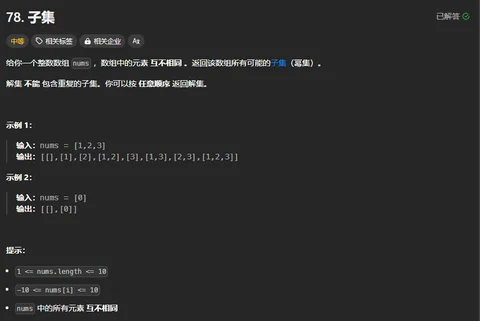 78. 子集
已解答
中等 相关标签 相关企业 Aμ
给你一个整数数组 nums ，数组中的元素 互不相同 。返回该数组所有可能的子集（幂集）。
解集 不能 包含重复的子集。你可以按 任意顺序 返回解集。
示例 1：
输入：nums = [1,2,3]
输出：[[],[1],[2],[1,2],[3],[1,3],[2,3],[1,2,3]]
示例 2：
输入：nums = [0]
输出：[[],[0]]
提示：
1 <= nums.length <= 10
-10 <= nums[i] <= 10
nums 中的所有元素 互不相同